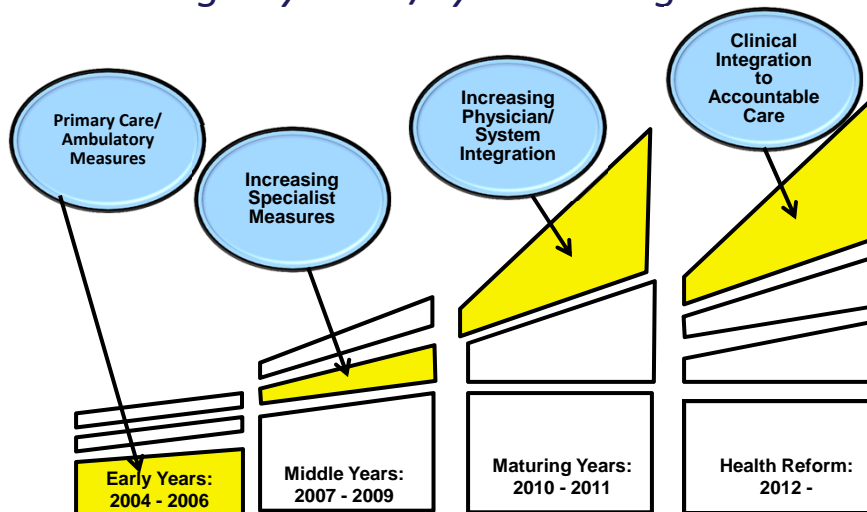 Primary Care/
Ambulatory
Measures
Increasing
Specialist
Measures
Increasing
Physician/
System
Integration
Clinical
Integration
to
Accountable
Care
Early Years:
2004 - 2006
Middle Years:
2007 - 2009
Maturing Years:
2010 - 2011
Health Reform:
2012 -